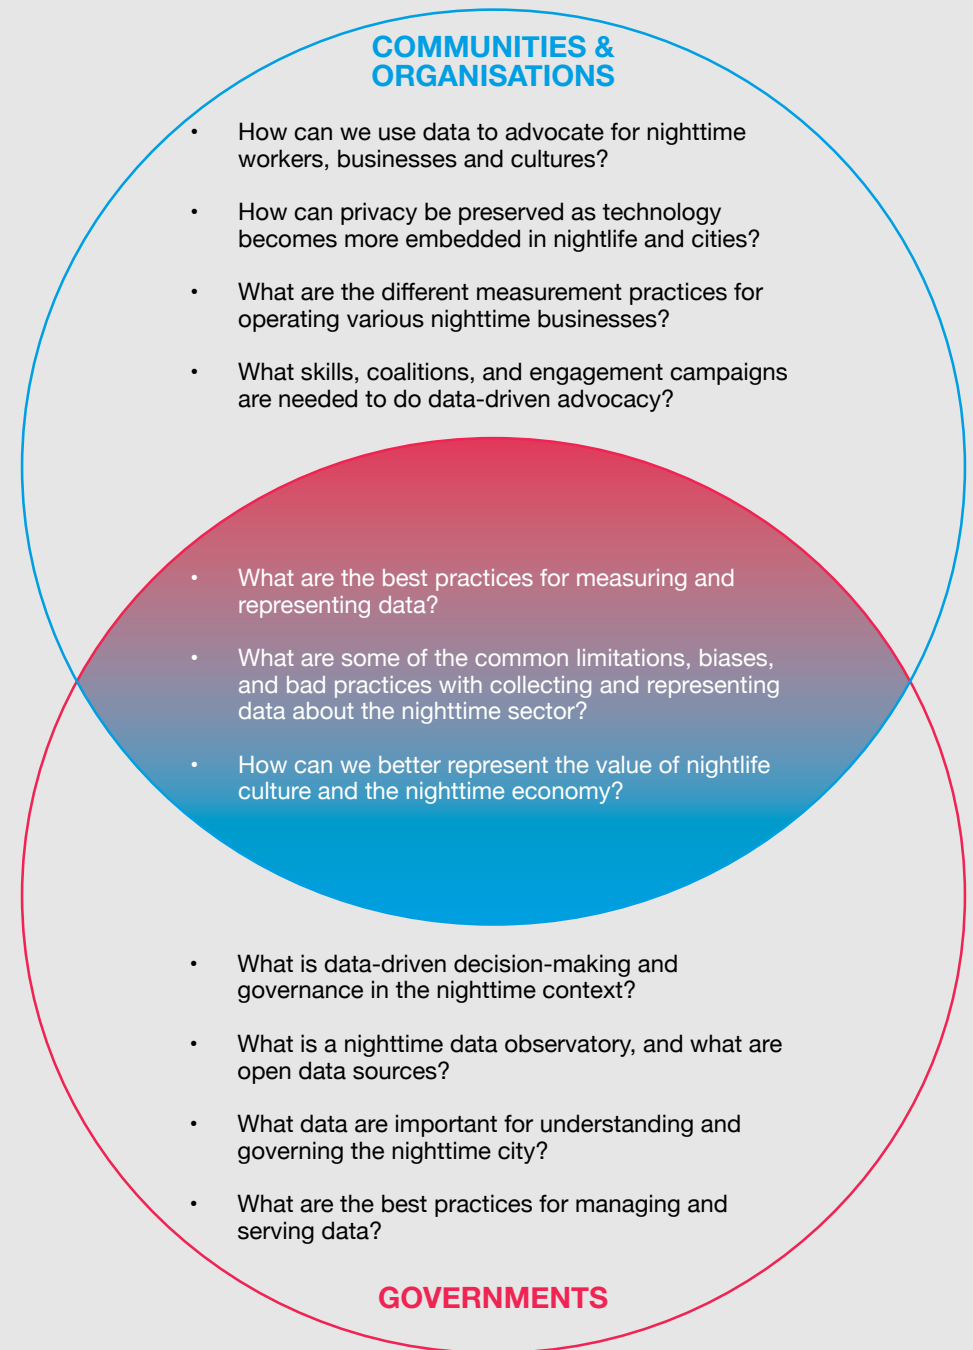 COMMUNITIES &
ORGANISATIONS
• How can we use data to advocate for nighttime
workers, businesses and cultures?
• How can privacy be preserved as technology
becomes more embedded in nightlife and cities?
• What are the different measurement practices for
operating various nighttime businesses?
• What skills, coalitions, and engagement campaigns
are needed to do data-driven advocacy?
• What are the best practices for measuring and
representing data?
• What are some of the common limitations, biases,
and bad practices with collecting and representing
data about the nighttime sector?
• How can we better represent the value of nightlife
culture and the nighttime economy?
• What is data-driven decision-making and
governance in the nighttime context?
• What is a nighttime data observatory, and what are
open data sources?
• What data are important for understanding and
governing the nighttime city?
• What are the best practices for managing and
serving data?
GOVERNMENTS